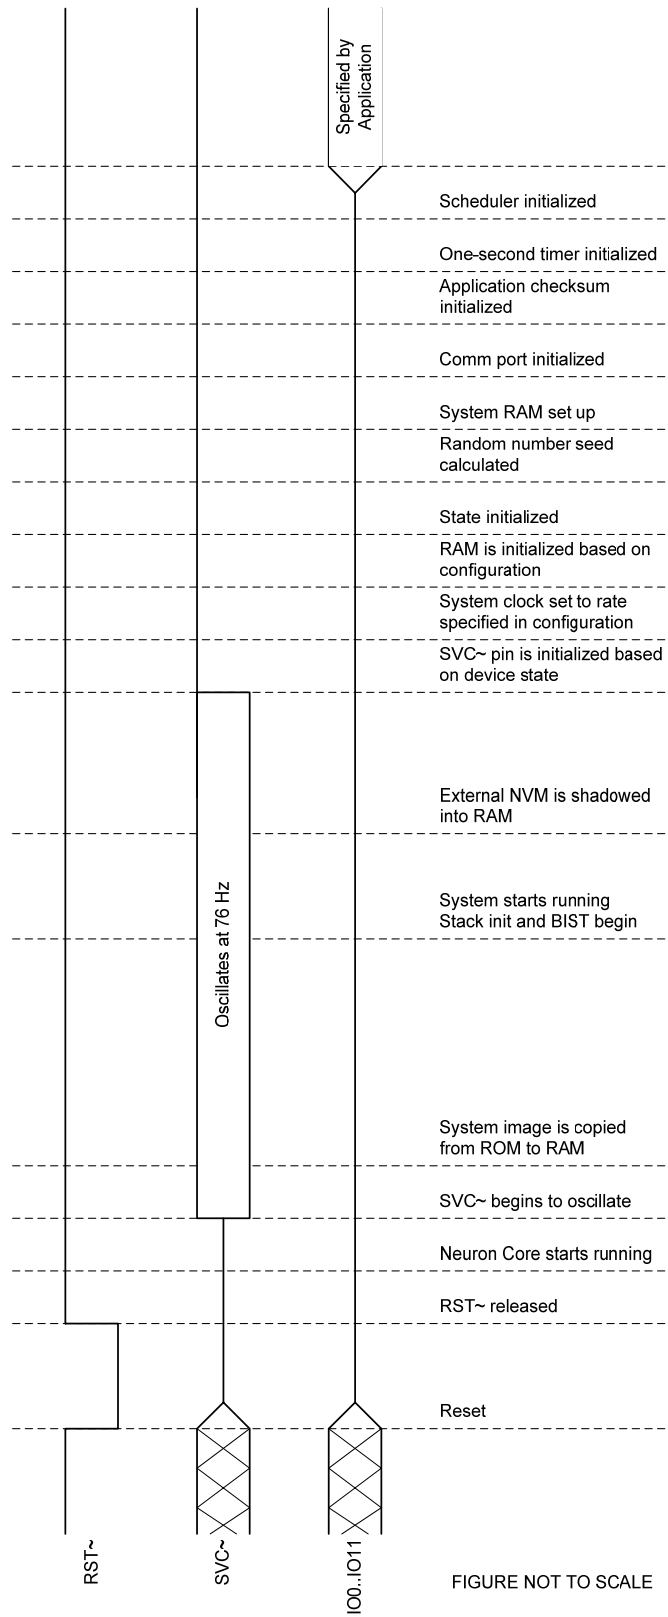 Specified by
Application
Scheduler initialized
One-second timer initialized
Application checksum
initialized
Comm port initialized
System RAM set up
Random number seed
calculated
State initialized
RAM is initialized based on
configuration
System clock set to rate
specified in configuration
SVC~ pin is initialized based
on device state
External NVM is shadowed
into RAM
System starts running
Stack init and BIST begin
Oscillates at 76 Hz
System image is copied
from ROM to RAM
SVC~ begins to oscillate
Neuron Core starts running
RST~ released
Reset
RST~
SVC~
IO0..IO11
FIGURE NOT TO SCALE